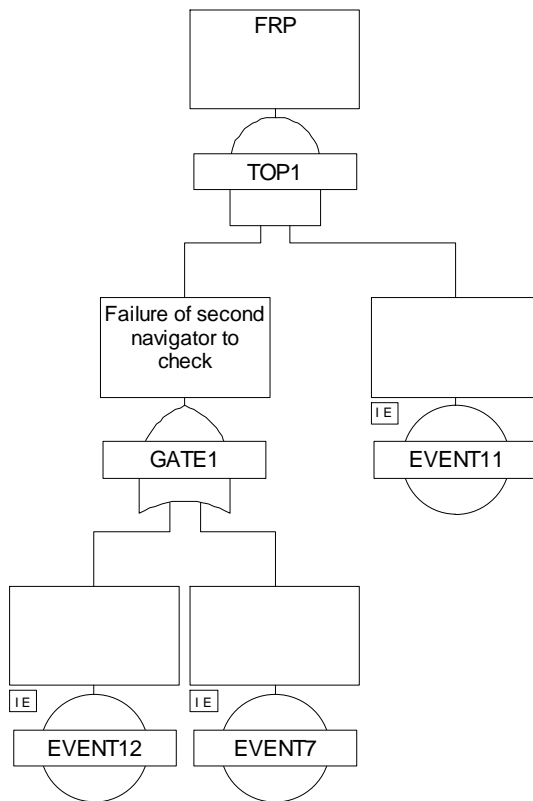 FRP
TOP1
Failure of second
navigator to
check
I E
GATE1
EVENT11
I E
I E
EVENT12
EVENT7